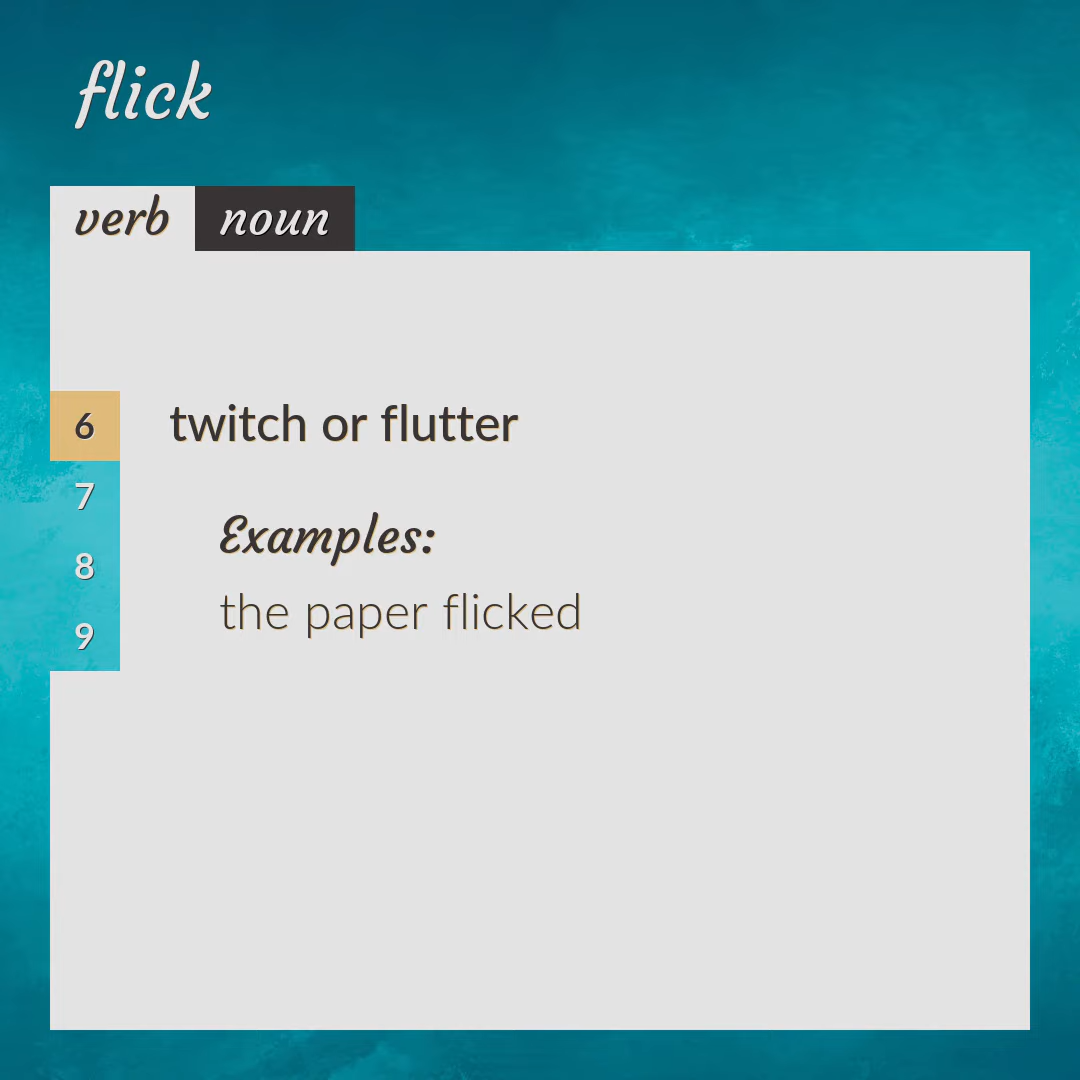 flick
verb noun
6 twitch or flutter
7
Examples:
8
the paper flicked
9